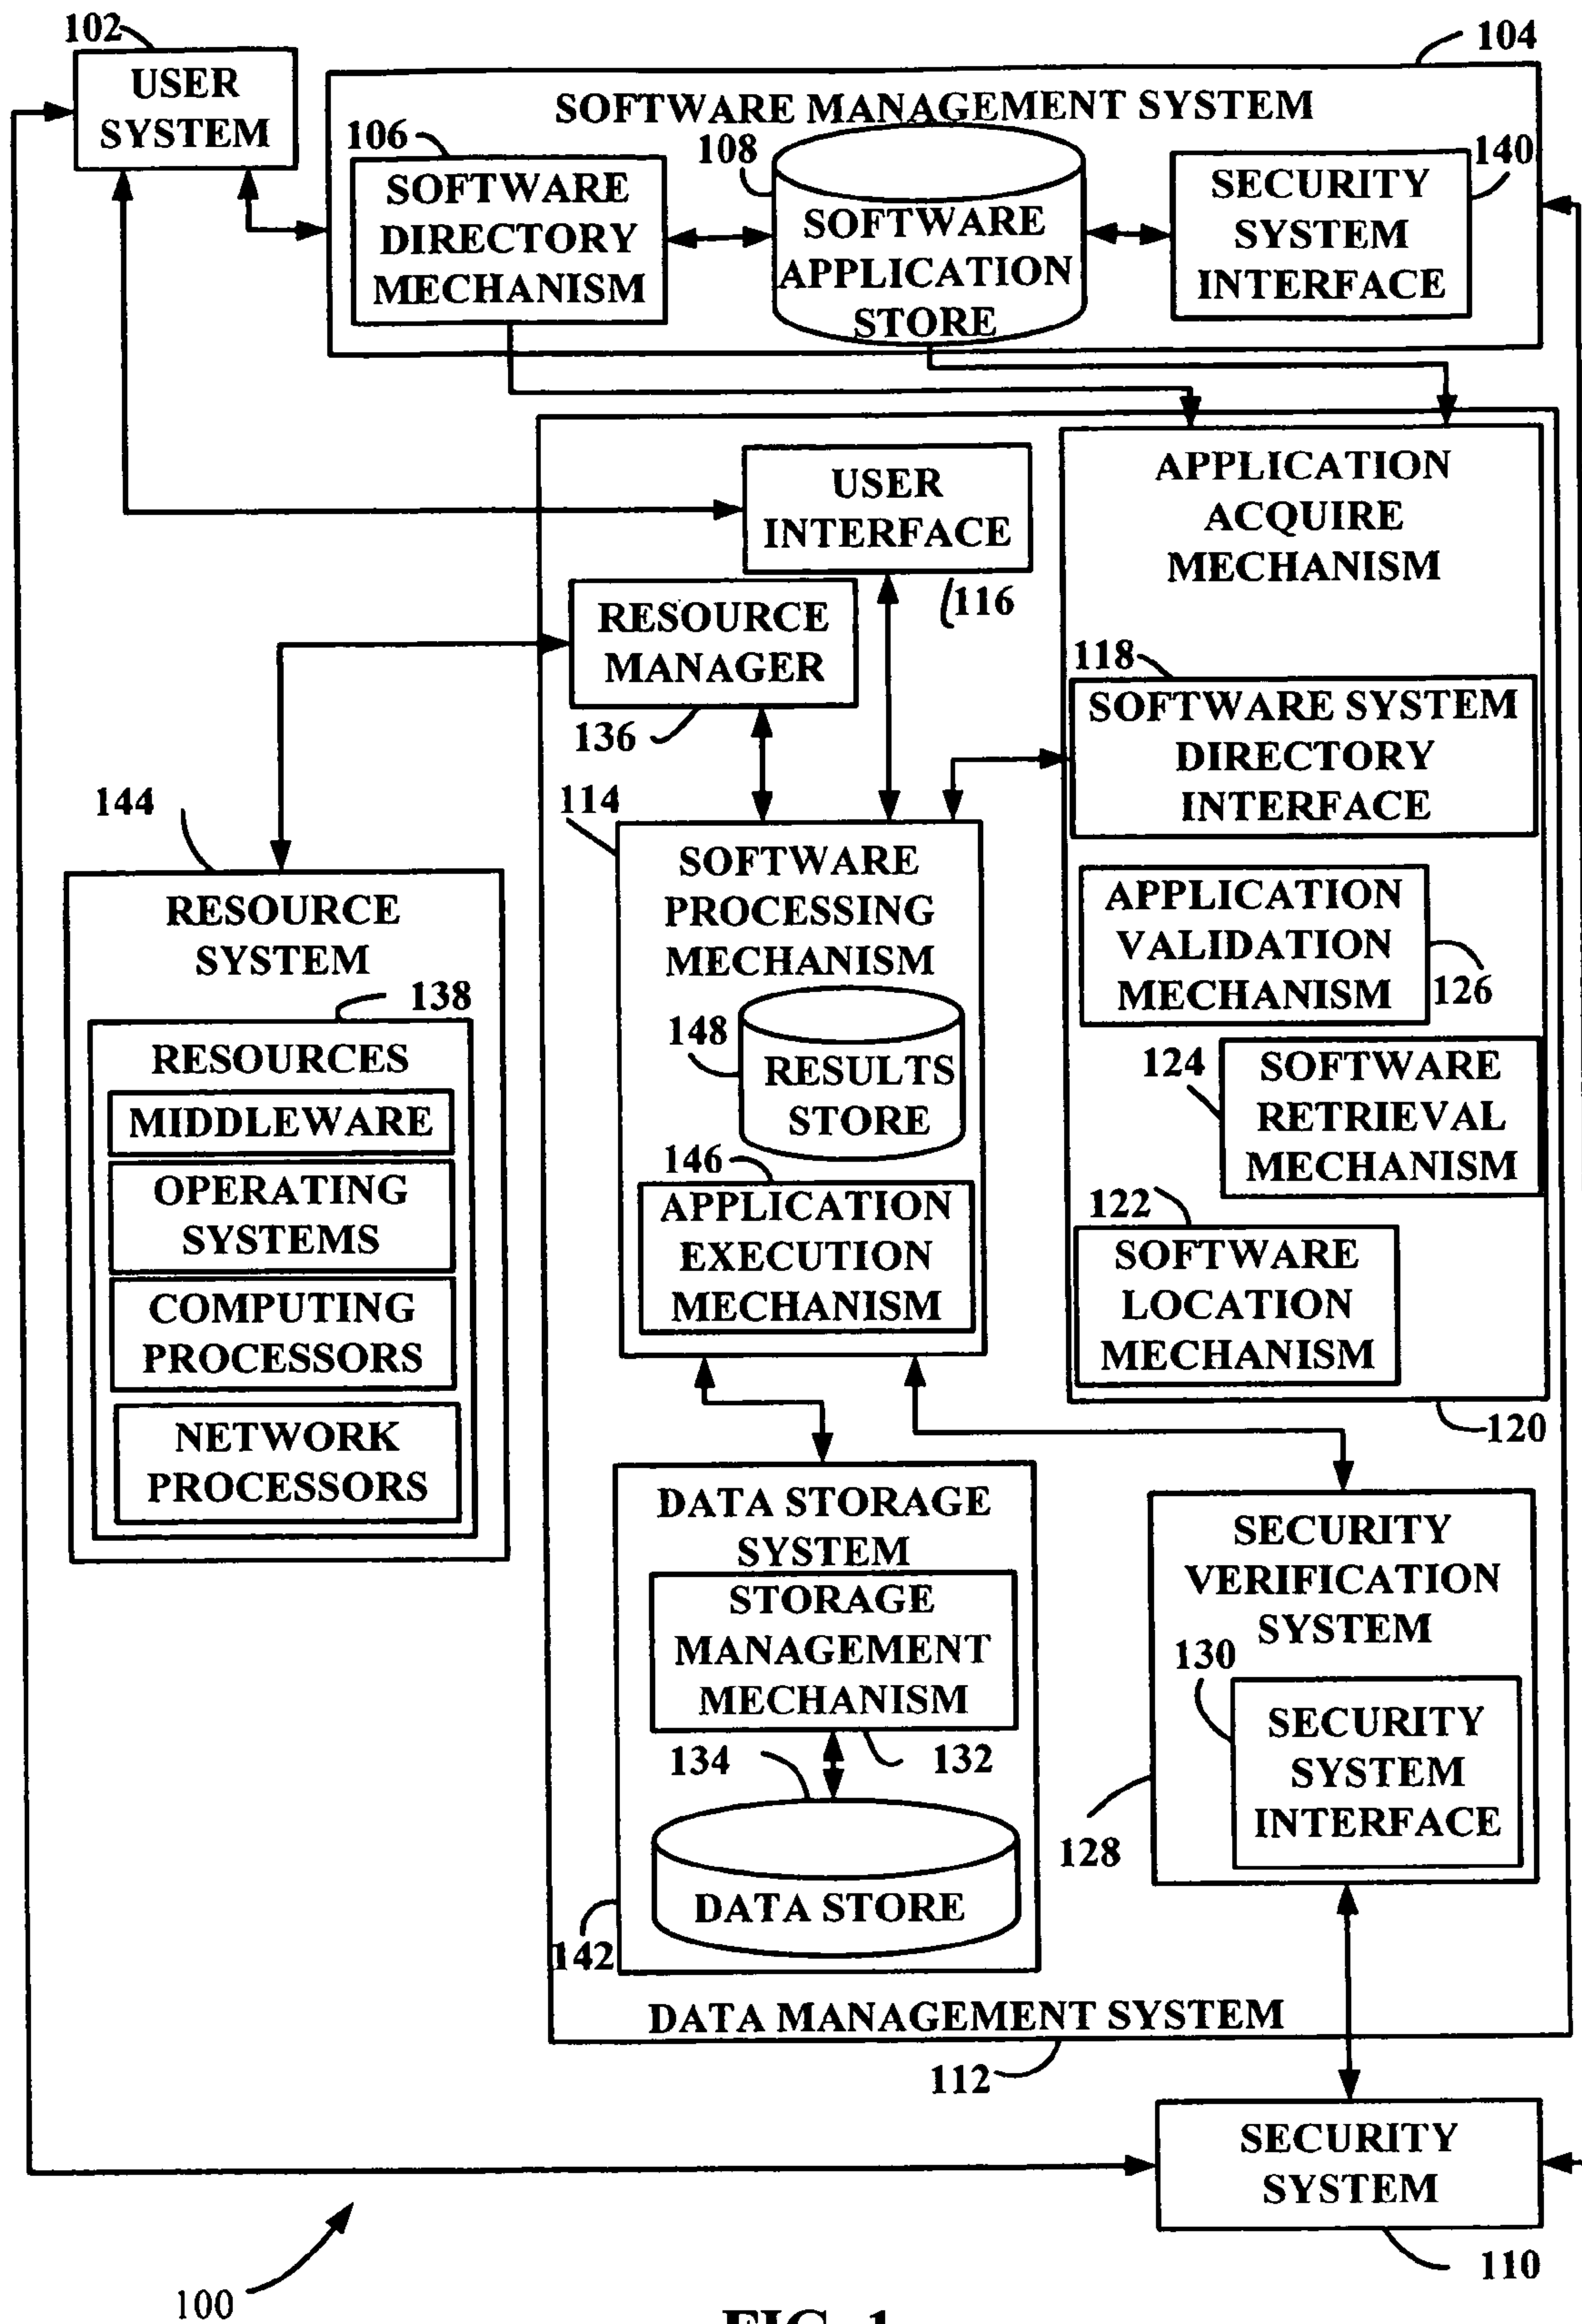 102
USER
SYSTEM
104
SOFTWARE MANAGEMENT SYSTEM
106
SOFTWARE
DIRECTORY
MECHANISM
108
SOFTWARE
APPLICATION
STORE
140
SECURITY
SYSTEM
INTERFACE
USER
INTERFACE
116
RESOURCE
MANAGER
136
APPLICATION
ACQUIRE
MECHANISM
118
SOFTWARE SYSTEM
DIRECTORY
INTERFACE
APPLICATION
VALIDATION
MECHANISM
126
124
SOFTWARE
RETRIEVAL
MECHANISM
122
SOFTWARE
LOCATION
MECHANISM
120
144
RESOURCE
SYSTEM
138
RESOURCES
MIDDLEWARE
OPERATING
SYSTEMS
COMPUTING
PROCESSORS
NETWORK
PROCESSORS
114
SOFTWARE
PROCESSING
MECHANISM
148
RESULTS
STORE
146
APPLICATION
EXECUTION
MECHANISM
DATA STORAGE
SYSTEM
STORAGE
MANAGEMENT
MECHANISM
134
132
DATA STORE
142
SECURITY
VERIFICATION
SYSTEM
130
SECURITY
SYSTEM
INTERFACE
128
DATA MANAGEMENT SYSTEM
112
SECURITY
SYSTEM
110
100
FIG. 1